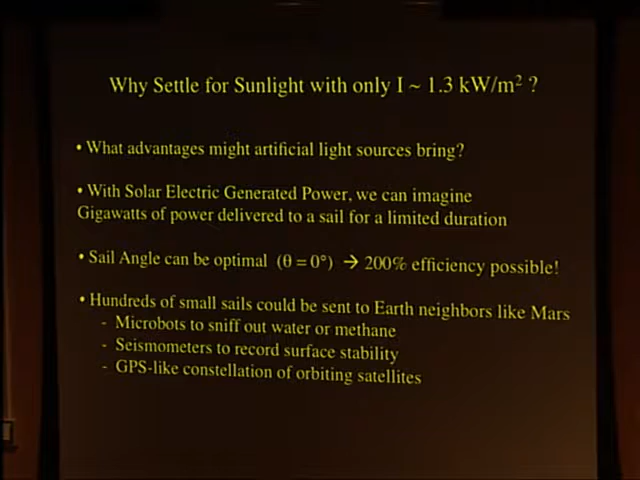 Why Settle for Sunlight with only I ~ 1.3 kW/m² ?
• What advantages might artificial light sources bring?
• With Solar Electric Generated Power, we can imagine
Gigawatts of power delivered to a sail for a limited duration
• Sail Angle can be optimal (θ = 0°) → 200% efficiency possible!
• Hundreds of small sails could be sent to Earth neighbors like Mars
- Microbots to sniff out water or methane
- Seismometers to record surface stability
- GPS-like constellation of orbiting satellites